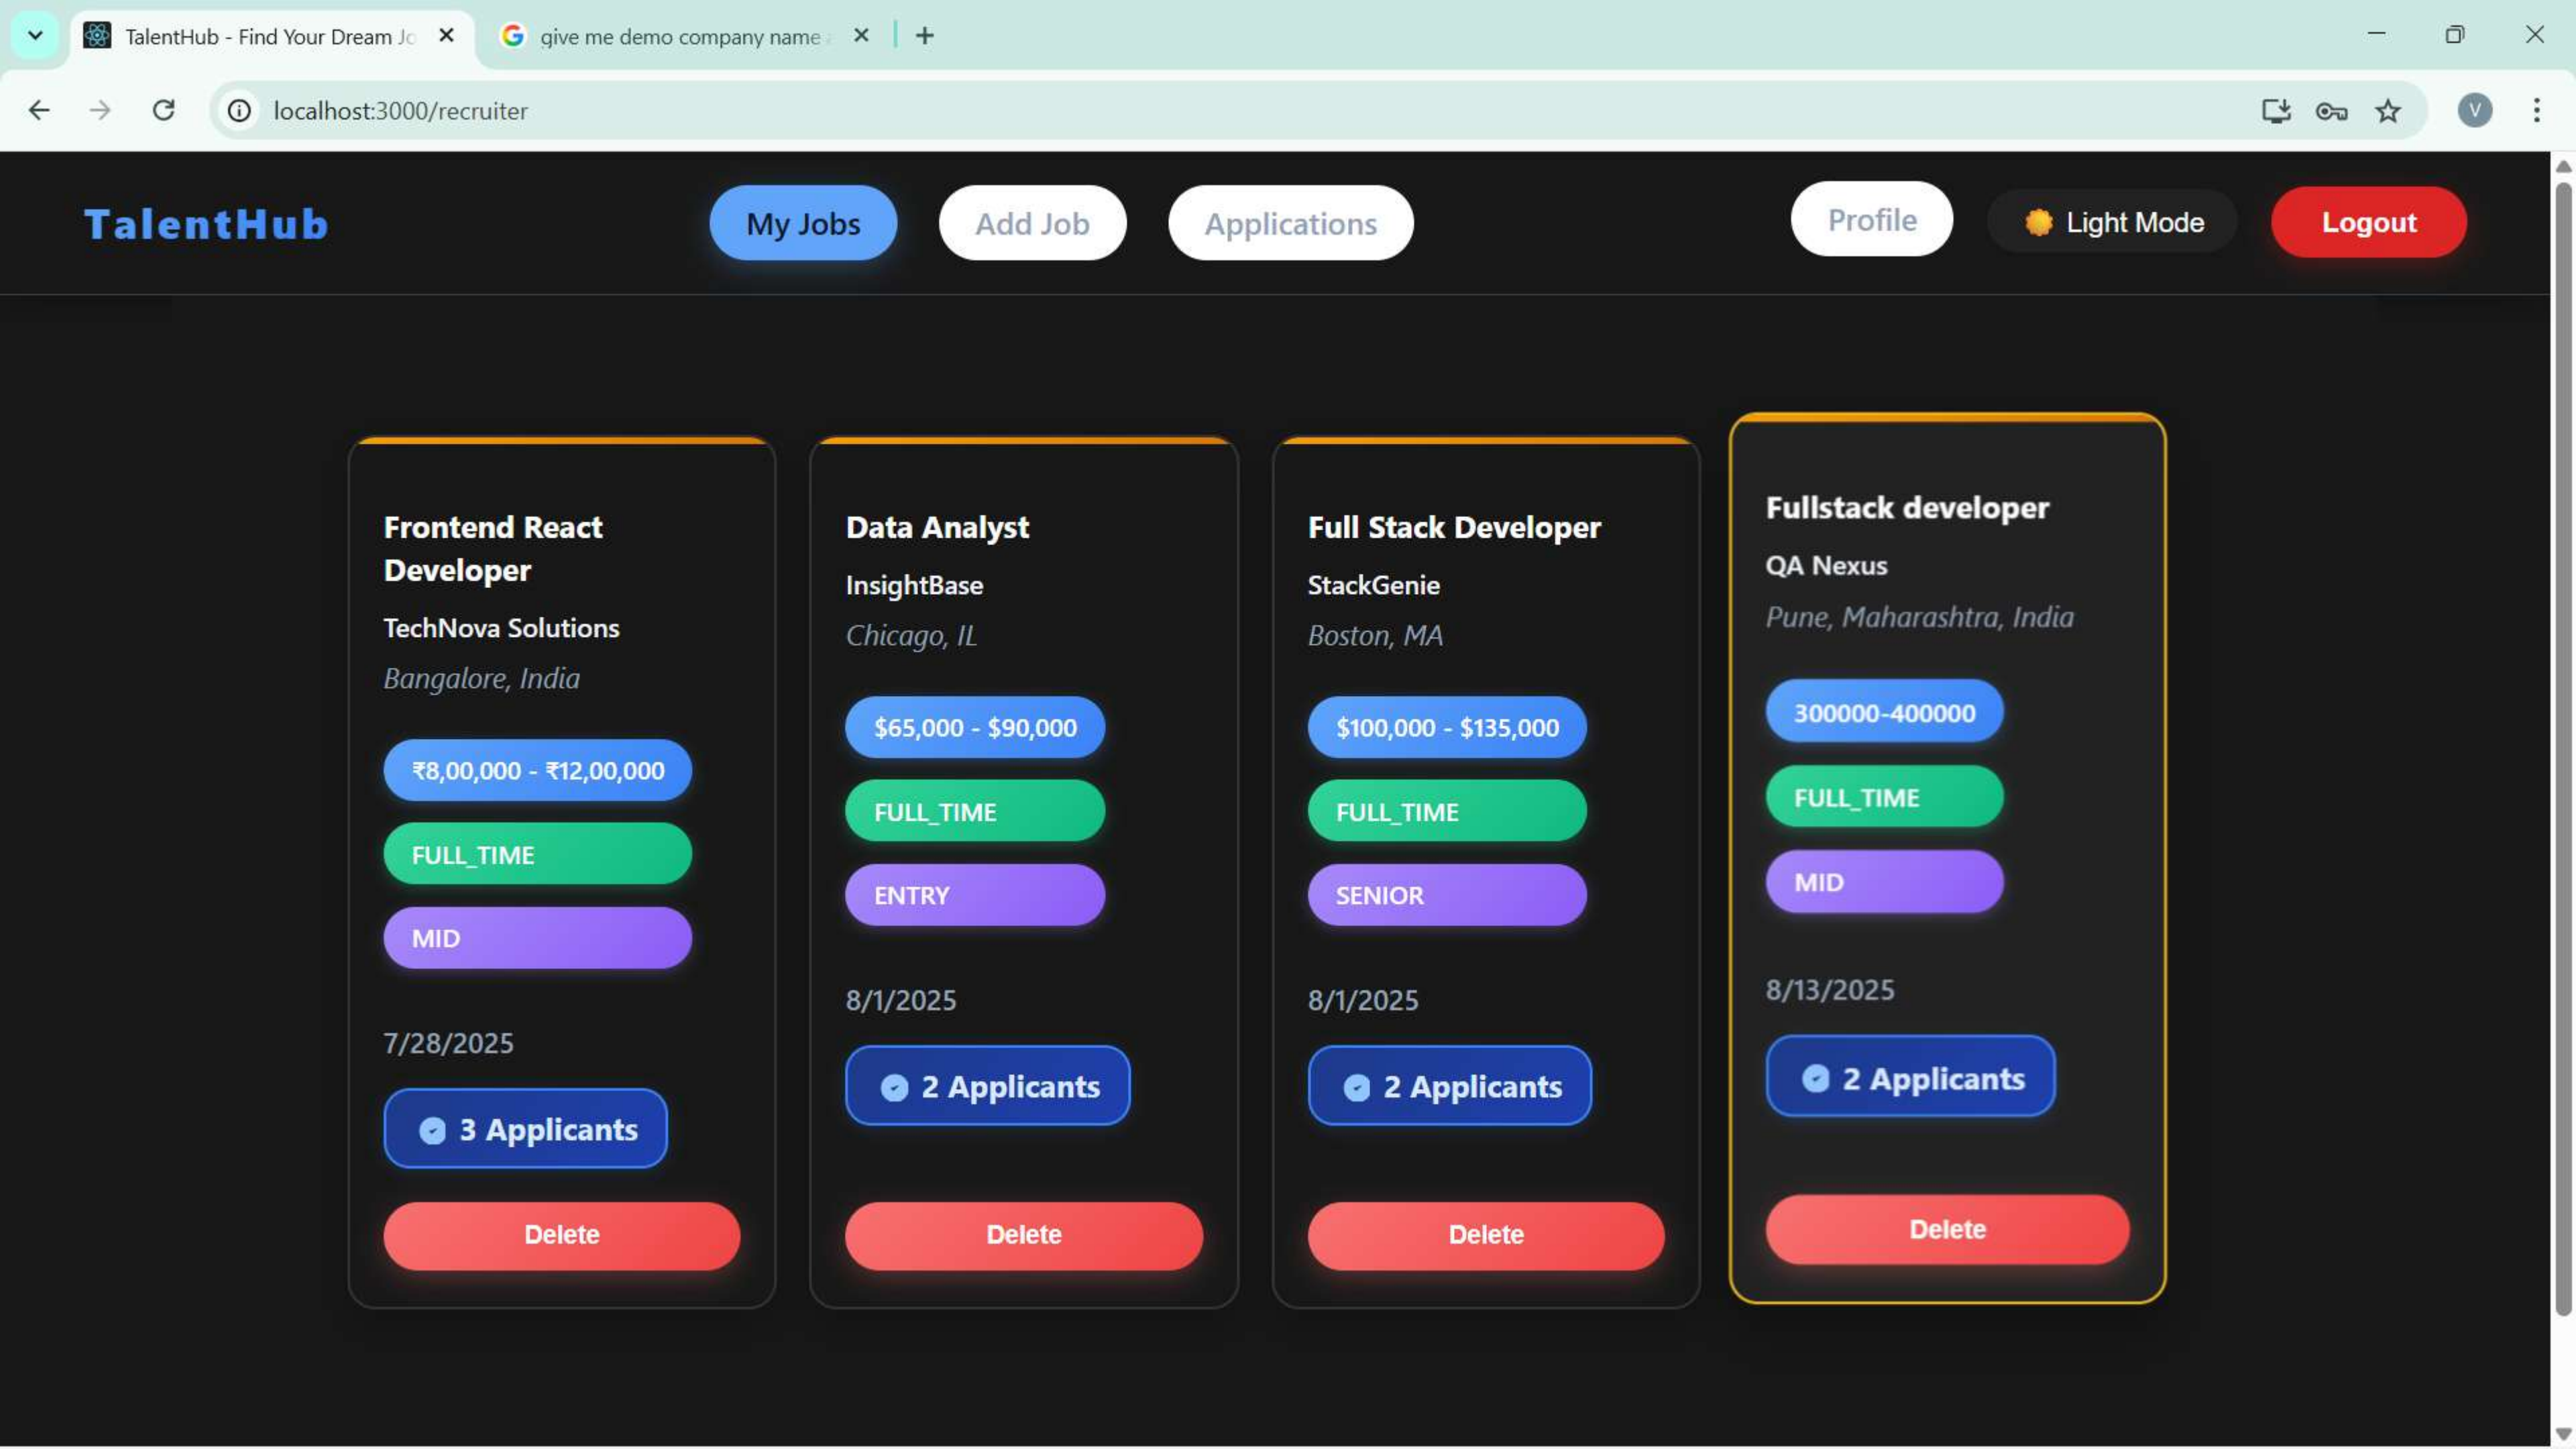 TalentHub - Find Your Dream Jo
give me demo company name
localhost:3000/recruiter
V
TalentHub
My Jobs
Add Job
Applications
Profile
Light Mode
Logout
Frontend React
Developer
TechNova Solutions
Bangalore, India
₹8,00,000 - ₹12,00,000
FULL_TIME
MID
7/28/2025
3 Applicants
Delete
Data Analyst
InsightBase
Chicago, IL
$65,000 - $90,000
FULL_TIME
ENTRY
8/1/2025
2 Applicants
Delete
Full Stack Developer
StackGenie
Boston, MA
$100,000 - $135,000
FULL_TIME
SENIOR
8/1/2025
2 Applicants
Delete
Fullstack developer
QA Nexus
Pune, Maharashtra, India
300000-400000
FULL_TIME
MID
8/13/2025
2 Applicants
Delete